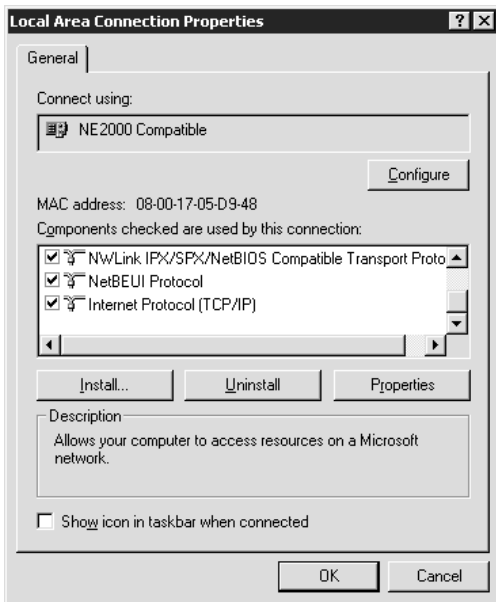 Local Area Connection Properties
General
Connect using:
NE2000 Compatible
Configure
MAC address: 08-00-17-05-D9-48
Components checked are used by this connection:
NWLink IPX/SPX/NetBIOS Compatible Transport Proto
NetBEUI Protocol
Internet Protocol (TCP/IP)
Install... Uninstall Properties
Description
Allows your computer to access resources on a Microsoft
network.
Show icon in taskbar when connected
OK Cancel